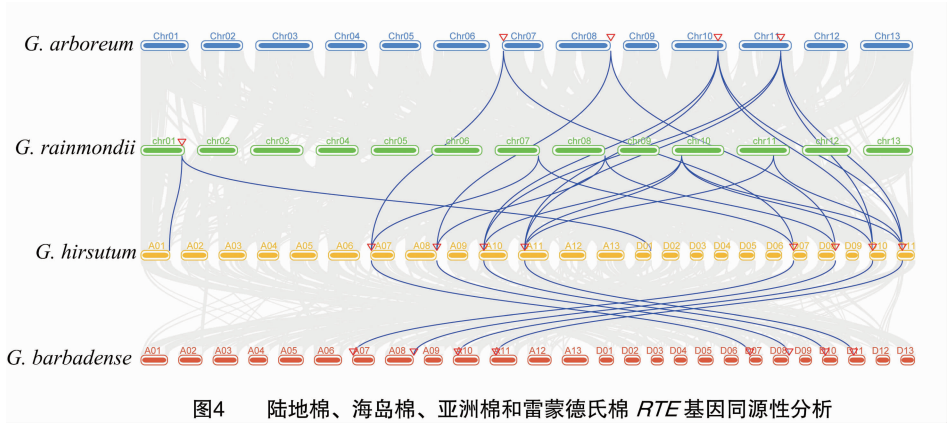 G. arboreum Chr01 Chr02 Chr03 Chr04 Chr05 Chr06 Chr07 Chr08 Chr09 Chr10 Chr11 Chr12 Chr13
G. rainmondii chr01 chr02 chr03 chr04 chr05 chr06 chr07 chr08 chr09 chr10 chr11 chr12 chr13
G. hirsutum A01 A02 A03 A04 A05 A06 A07 A08 A09 A10 A11 A12 A13 D01 D02 D03 D04 D05 D06 D07 D08 D09 D10 D11
G. barbadense A01 A02 A03 A04 A05 A06 A07 A08 A09 A10 A11 A12 A13 D01 D02 D03 D04 D05 D06 D07 D08 D09 D10 D11 D12 D13
图4 陆地棉、海岛棉、亚洲棉和雷蒙德氏棉 RTE 基因同源性分析